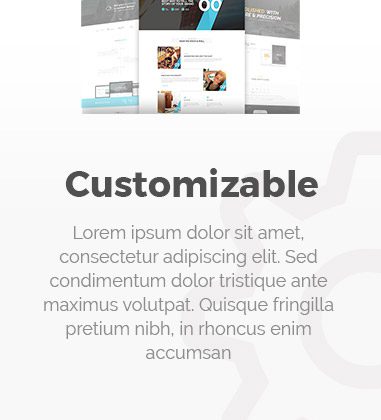 00
Customizable
Lorem ipsum dolor sit amet,
consectetur adipiscing elit. Sed
condimentum dolor tristique ante
maximus volutpat. Quisque fringilla
pretium nibh, in rhoncus enim
accumsan